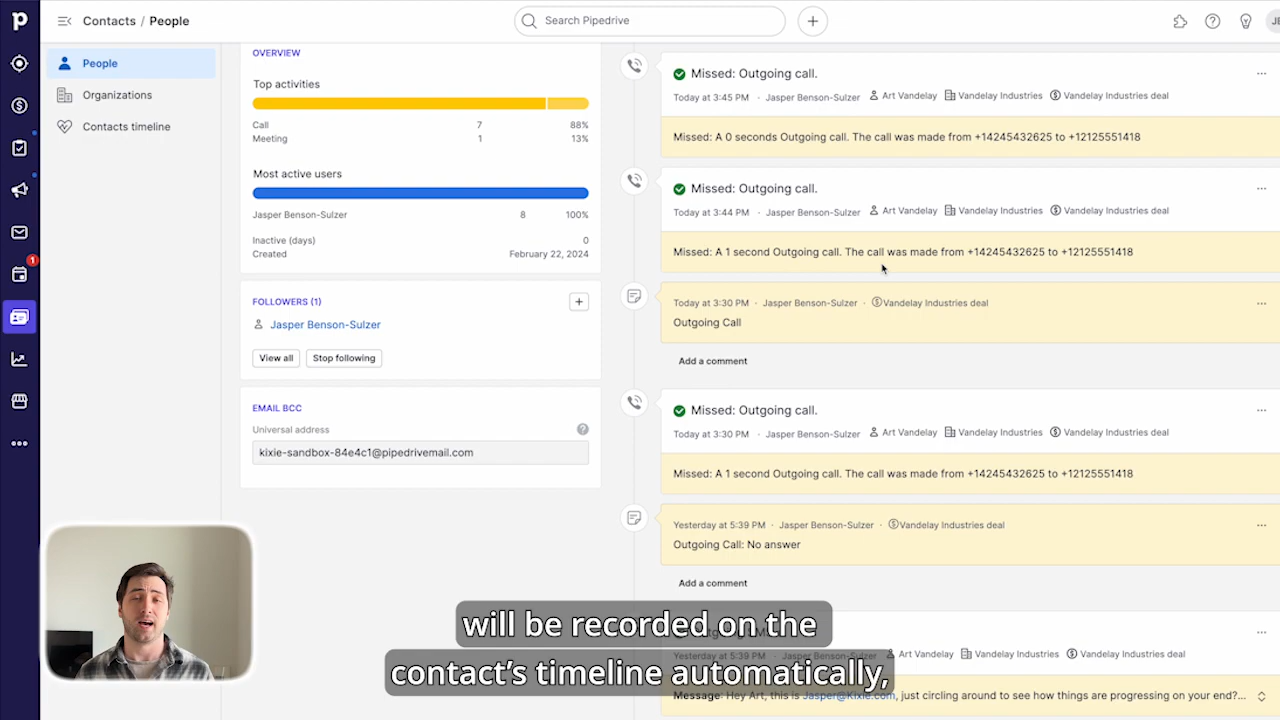 Contacts / People
Search Pipedrive
JE
People
Organizations
Contacts timeline
1
OVERVIEW
Top activities
Call 7 88%
Meeting 1 13%
Most active users
Jasper Benson-Sulzer 8 100%
Inactive (days) 0
Created February 22, 2024
FOLLOWERS (1)
Jasper Benson-Sulzer
View all Stop following
EMAIL BCC
Universal address
kixie-sandbox-84e4c1@pipedrivemail.com
Missed: Outgoing call.
Today at 3:45 PM · Jasper Benson-Sulzer Art Vandelay Vandelay Industries Vandelay Industries deal
Missed: A 0 seconds Outgoing call. The call was made from +14245432625 to +12125551418
Missed: Outgoing call.
Today at 3:44 PM · Jasper Benson-Sulzer Art Vandelay Vandelay Industries Vandelay Industries deal
Missed: A 1 second Outgoing call. The call was made from +14245432625 to +12125551418
Today at 3:30 PM · Jasper Benson-Sulzer · Vandelay Industries deal
Outgoing Call
Add a comment
Missed: Outgoing call.
Today at 3:30 PM · Jasper Benson-Sulzer Art Vandelay Vandelay Industries Vandelay Industries deal
Missed: A 1 second Outgoing call. The call was made from +14245432625 to +12125551418
Yesterday at 5:39 PM · Jasper Benson-Sulzer · Vandelay Industries deal
Outgoing Call: No answer
Add a comment
Yesterday at 5:39 PM · Jasper Benson-Sulzer Art Vandelay Vandelay Industries Vandelay Industries deal
Message: Hey Art, this is Jasper@Kixie.com, just circling around to see how things are progressing on your end?...
will be recorded on the
contact's timeline automatically,